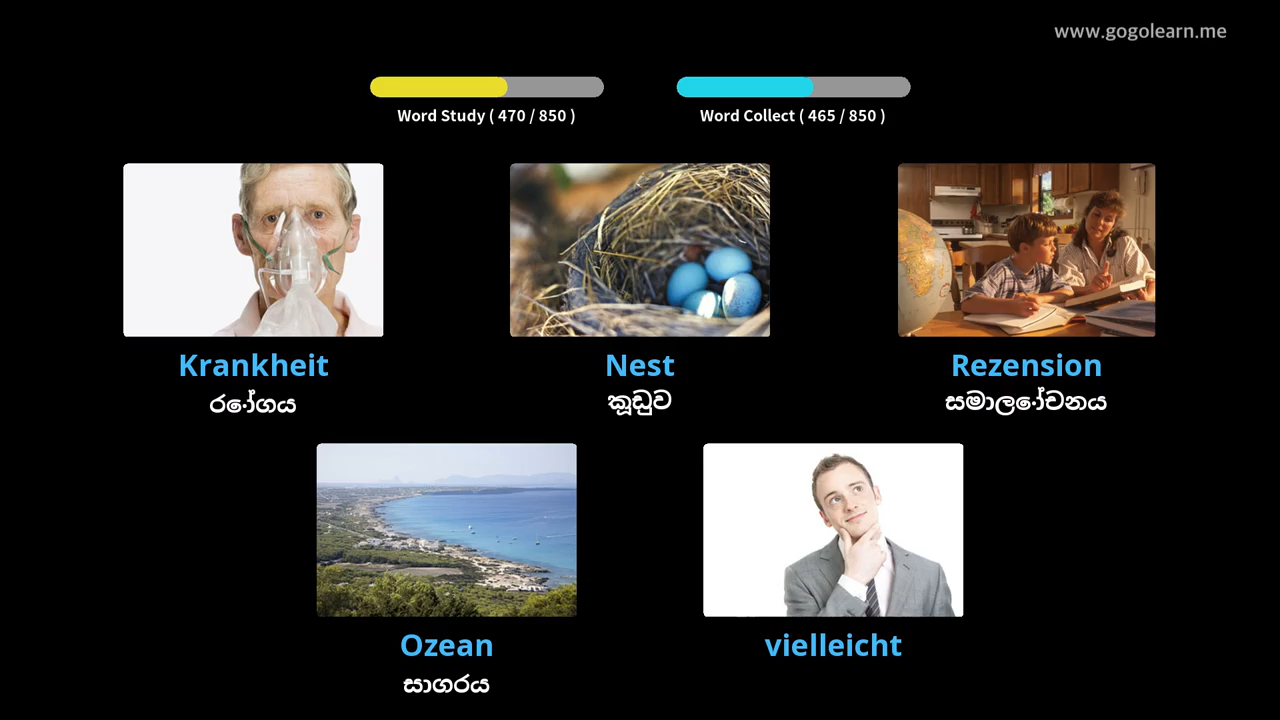 www.gogolearn.me
Word Study ( 470 / 850 )
Word Collect ( 465 / 850 )
Krankheit
රෝගය
Nest
කූඩුව
Rezension
සමාලෝචනය
Ozean
සාගරය
vielleicht